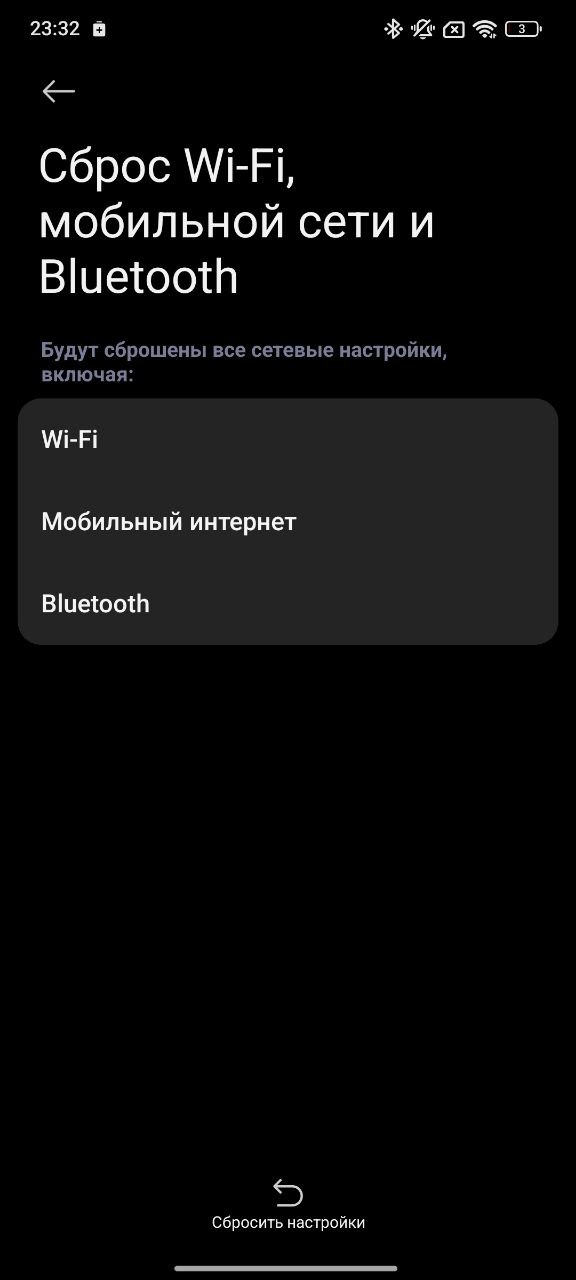 23:32
3
Сброс Wi-Fi,
мобильной сети и
Bluetooth
Будут сброшены все сетевые настройки,
включая:
Wi-Fi
Мобильный интернет
Bluetooth
Сбросить настройки